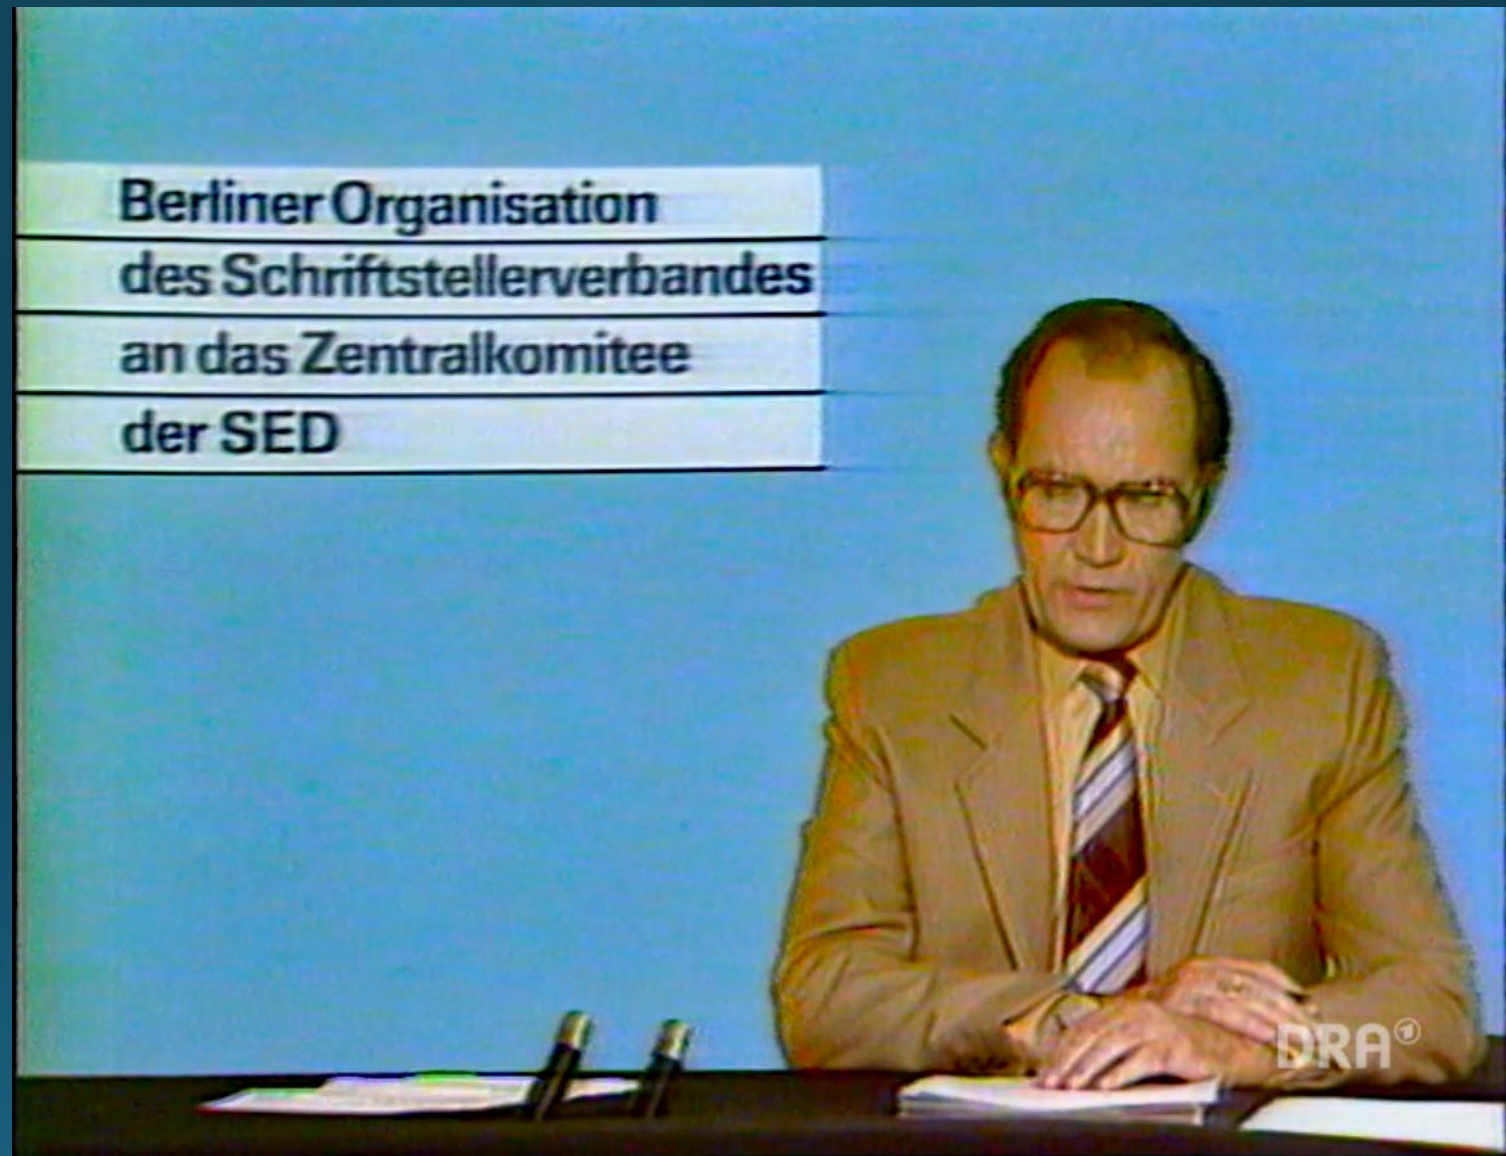 Berliner Organisation
des Schriftstellerverbandes
an das Zentralkomitee
der SED
DRA